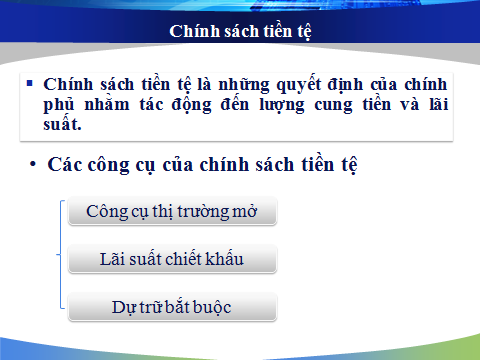 Chính sách tiền tệ
▪ Chính sách tiền tệ là những quyết định của chính
phủ nhằm tác động đến lượng cung tiền và lãi
suất.
• Các công cụ của chính sách tiền tệ
Công cụ thị trường mở
Lãi suất chiết khấu
Dự trữ bắt buộc